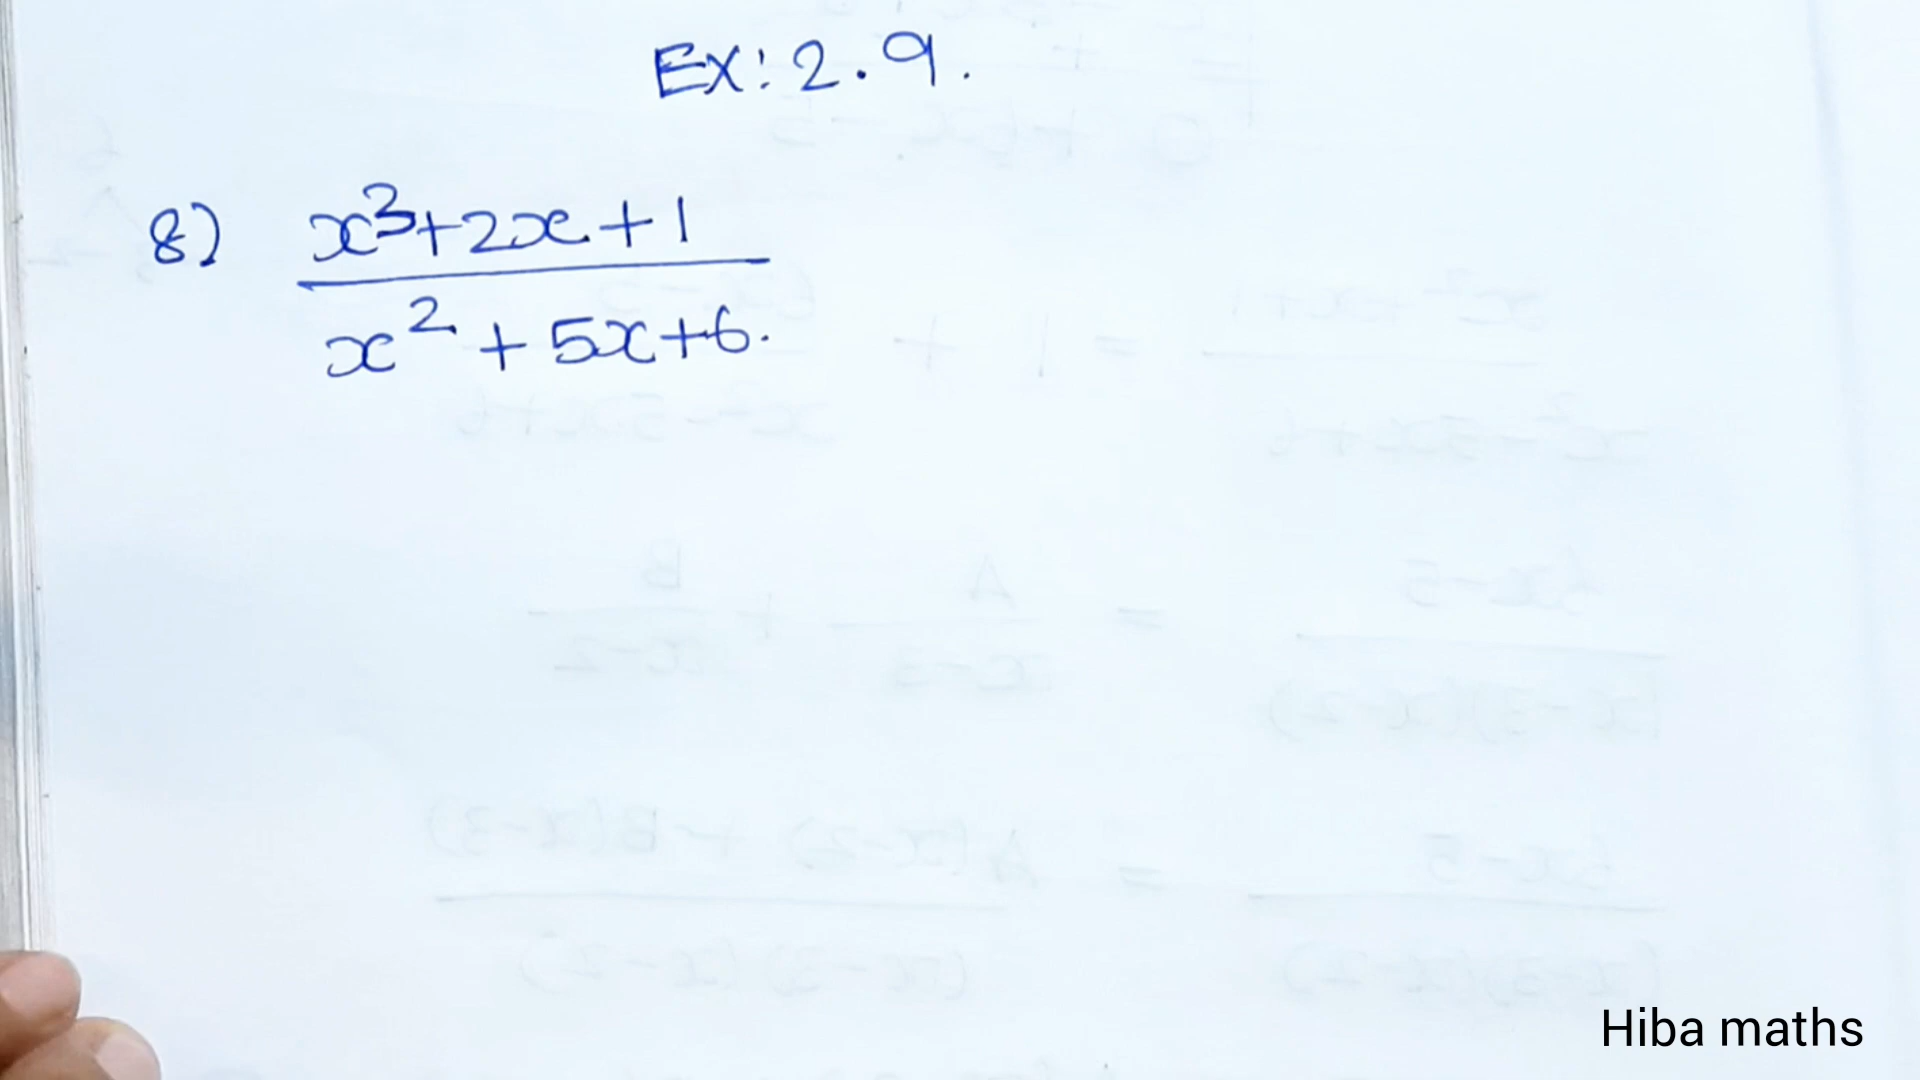 Ex: 2.9.
8) x³+2x+1
x² + 5x+6.
Hiba maths